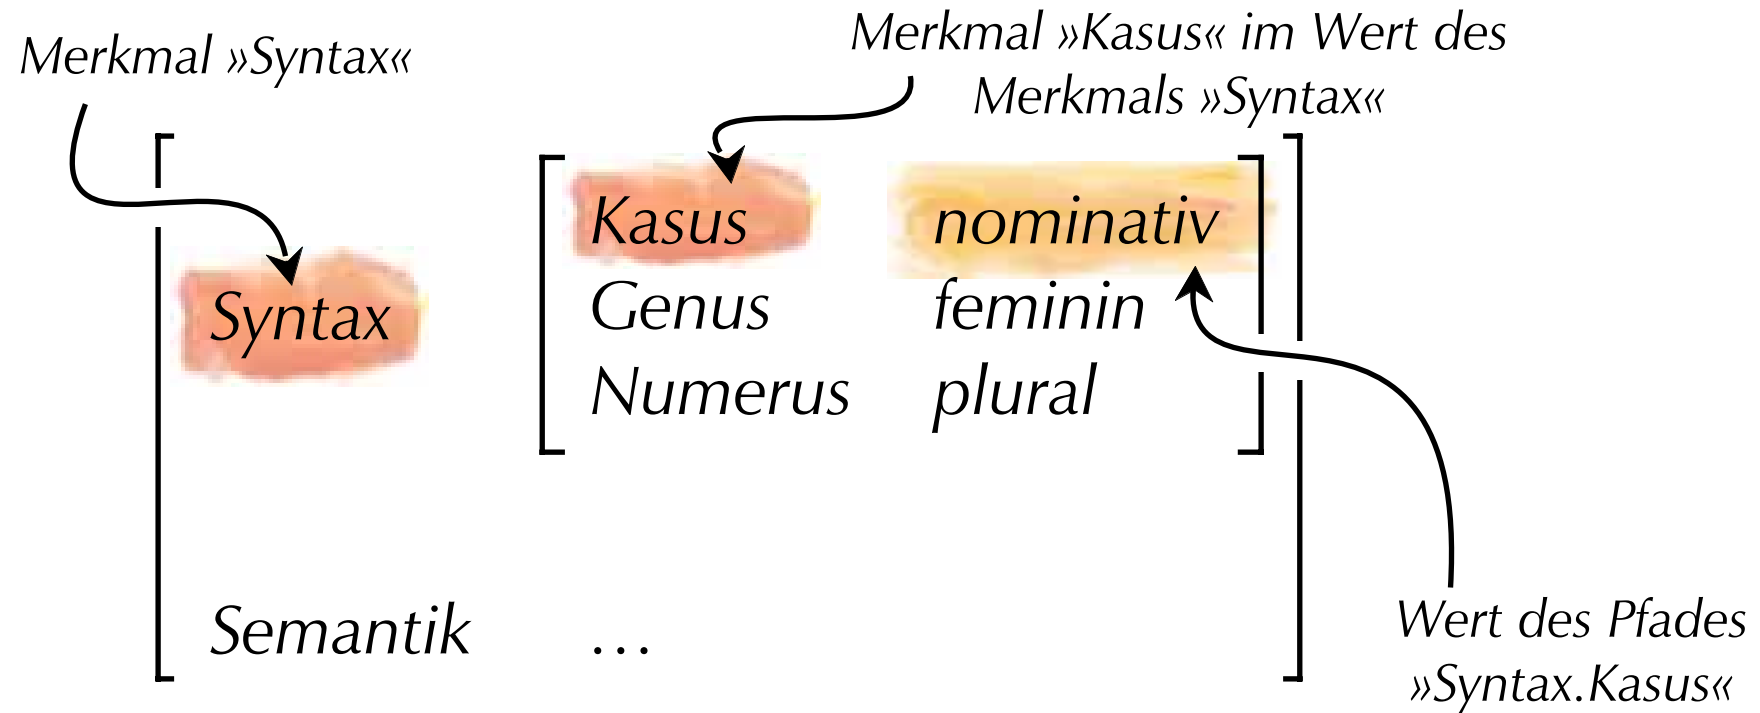 Merkmal »Syntax«
Merkmal »Kasus« im Wert des
Merkmals »Syntax«
Kasus nominativ
Syntax
Genus feminin
Numerus plural
Semantik …
Wert des Pfades
»Syntax.Kasus«